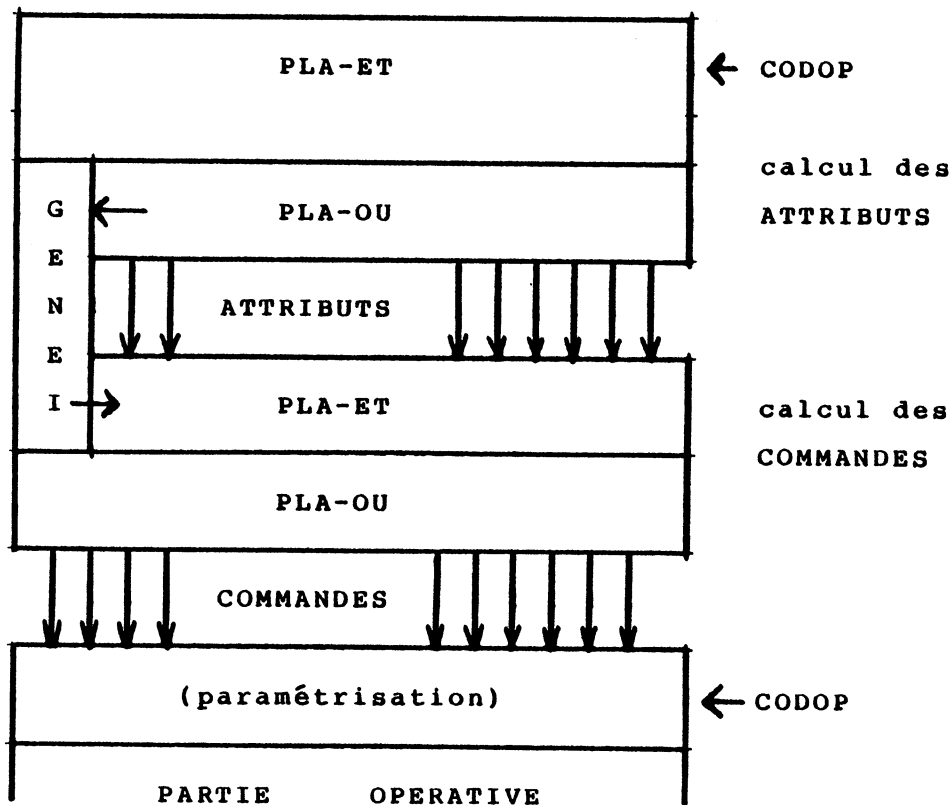 PLA-ET
CODOP
calcul des
ATTRIBUTS
PLA-OU
G
E
N
E
I
ATTRIBUTS
PLA-ET
calcul des
COMMANDES
PLA-OU
COMMANDES
(paramétrisation)
CODOP
PARTIE OPERATIVE